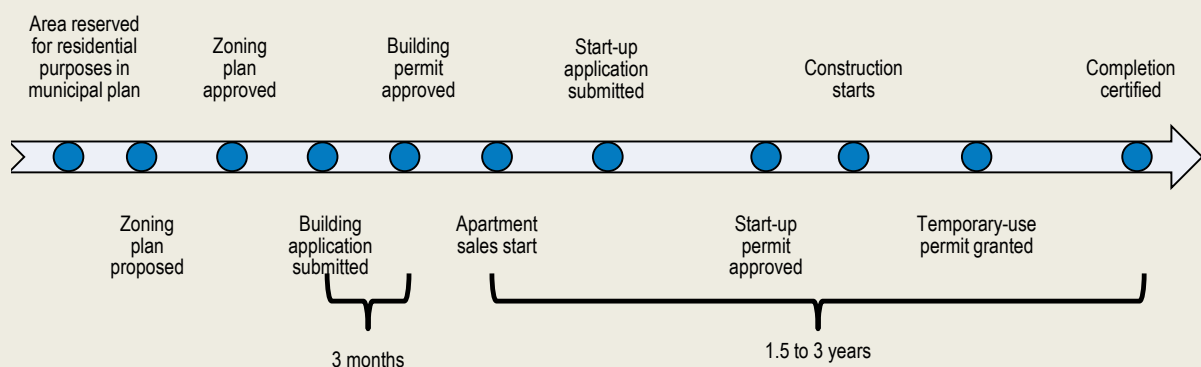 Area reserved
for residential
purposes in
municipal plan
Zoning
plan
approved
Building
permit
approved
Start-up
application
submitted
Construction
starts
Completion
certified
Zoning
plan
proposed
Building
application
submitted
Apartment
sales start
Start-up
permit
approved
Temporary-use
permit granted
3 months
1.5 to 3 years